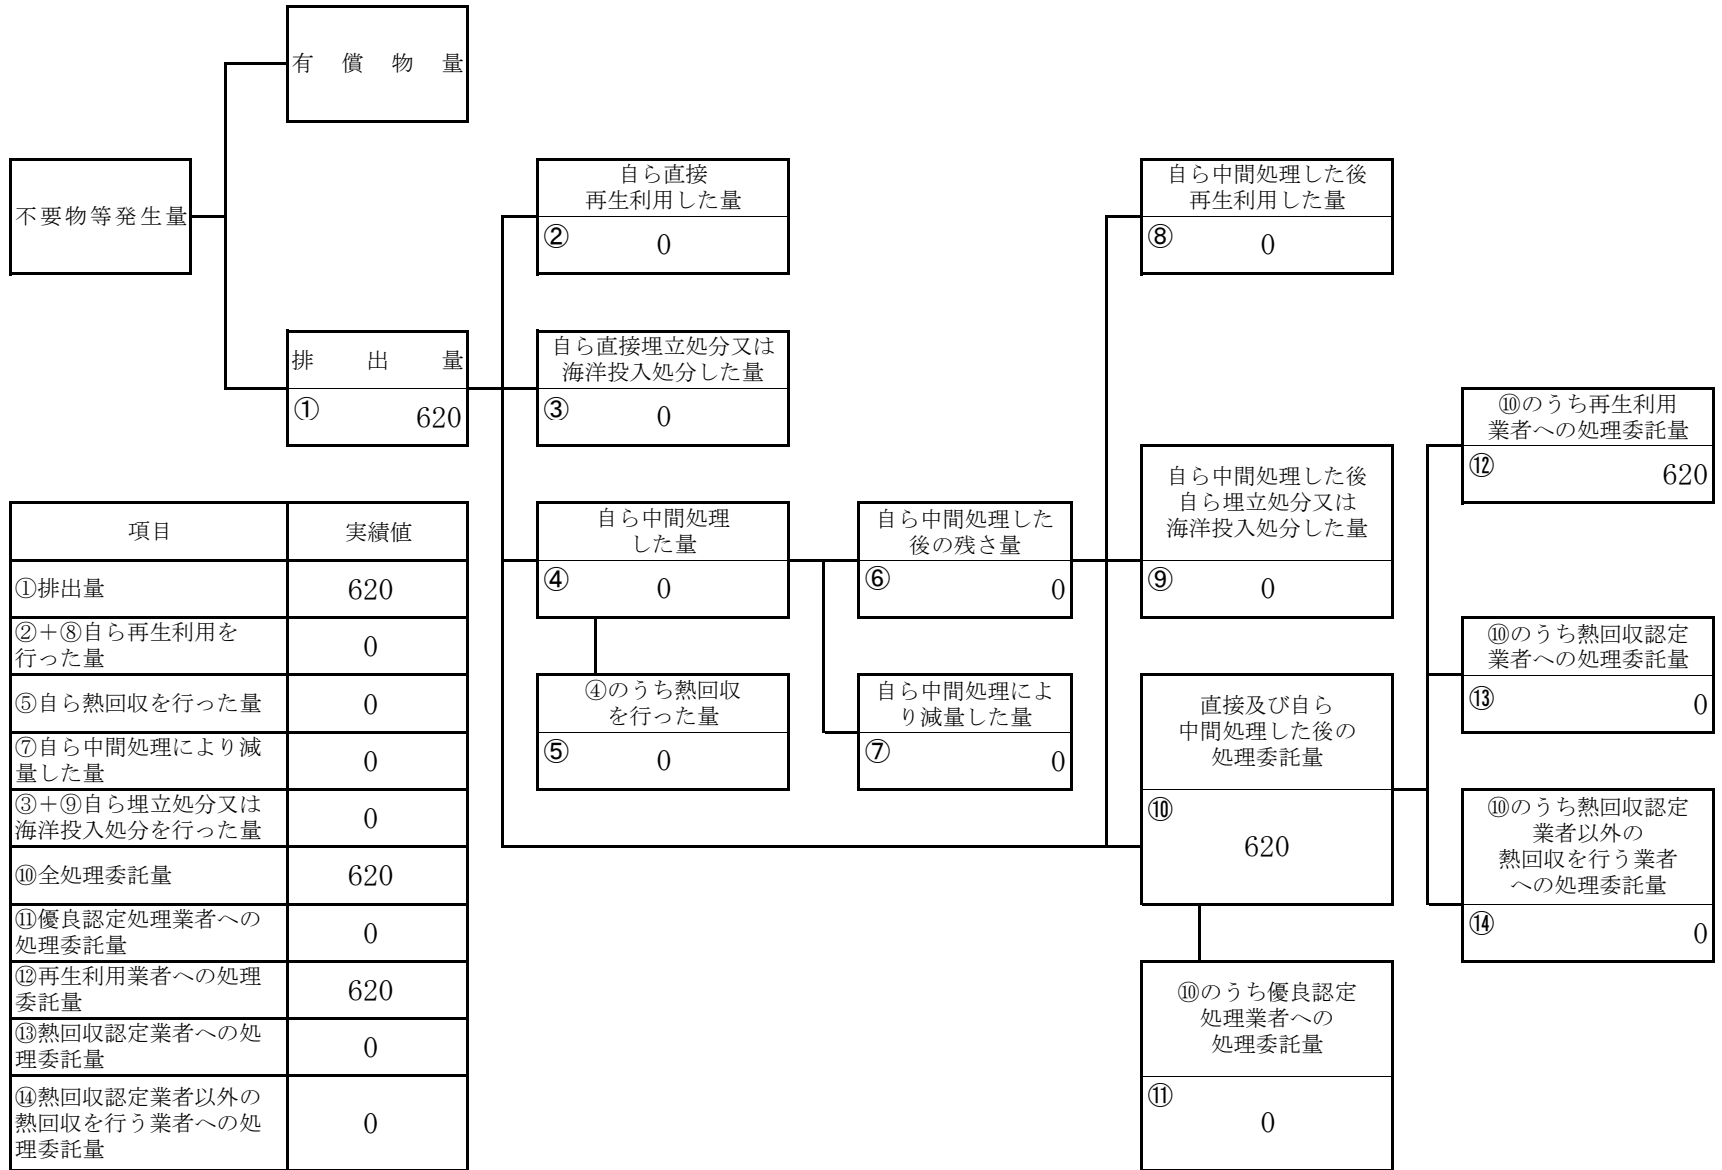 有償物量
不要物等発生量
排出量
① 620
自ら直接
再生利用した量
② 0
自ら直接埋立処分又は
海洋投入処分した量
③ 0
自ら中間処理
した量
④ 0
④のうち熱回収
を行った量
⑤ 0
自ら中間処理した
後の残さ量
⑥ 0
自ら中間処理によ
り減量した量
⑦ 0
自ら中間処理した後
再生利用した量
⑧ 0
自ら中間処理した後
自ら埋立処分又は
海洋投入処分した量
⑨ 0
直接及び自ら
中間処理した後の
処理委託量
⑩
620
⑩のうち優良認定
処理業者への
処理委託量
⑪
0
⑩のうち再生利用
業者への処理委託量
⑫ 620
⑩のうち熱回収認定
業者への処理委託量
⑬ 0
⑩のうち熱回収認定
業者以外の
熱回収を行う業者
への処理委託量
⑭ 0
項目 実績値
①排出量 620
②＋⑧自ら再生利用を
行った量 0
⑤自ら熱回収を行った量 0
⑦自ら中間処理により減
量した量 0
③＋⑨自ら埋立処分又は
海洋投入処分を行った量 0
⑩全処理委託量 620
⑪優良認定処理業者への
処理委託量 0
⑫再生利用業者への処理
委託量 620
⑬熱回収認定業者への処
理委託量 0
⑭熱回収認定業者以外の
熱回収を行う業者への処
理委託量 0